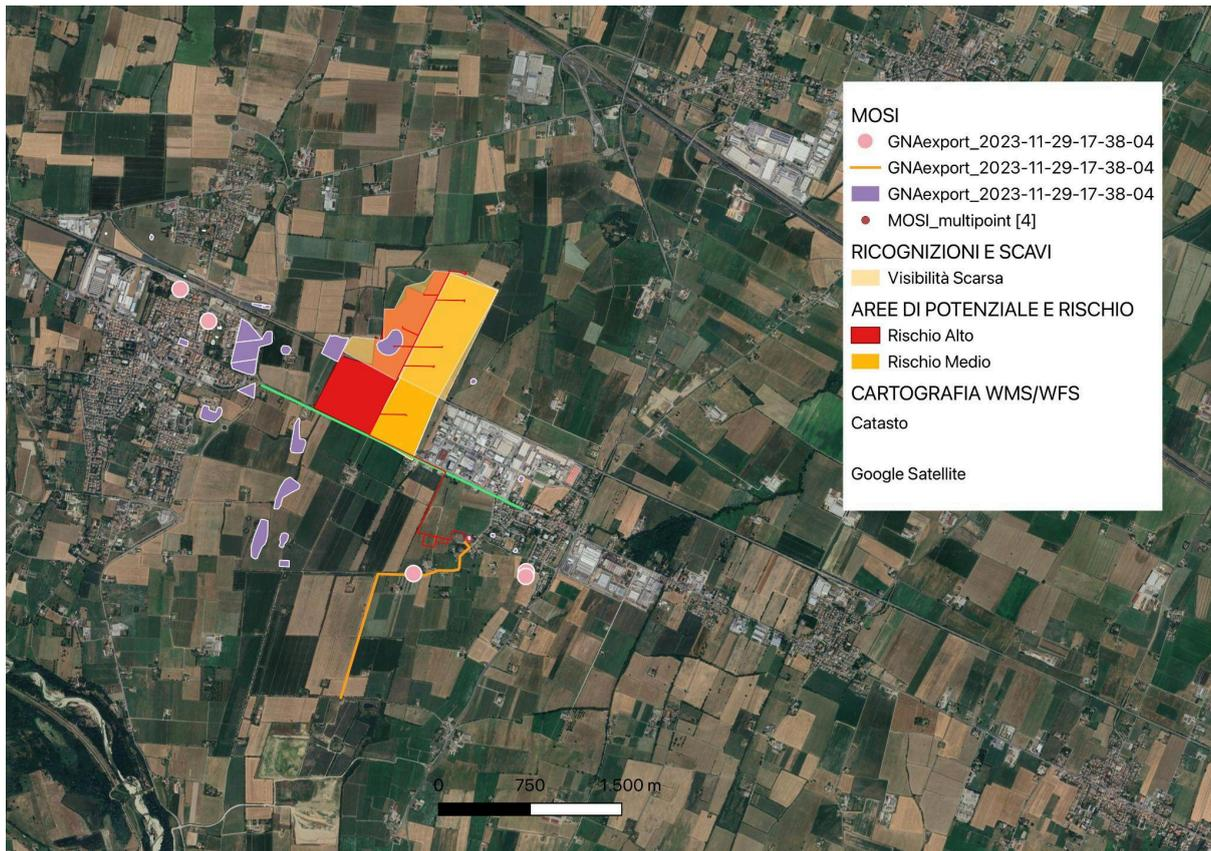 MOSI
GNAexport_2023-11-29-17-38-04
GNAexport_2023-11-29-17-38-04
GNAexport_2023-11-29-17-38-04
MOSI_multipoint [4]
RICOGNIZIONI E SCAVI
Visibilità Scarsa
AREE DI POTENZIALE E RISCHIO
Rischio Alto
Rischio Medio
CARTOGRAFIA WMS/WFS
Catasto
Google Satellite
0 750 1.500 m